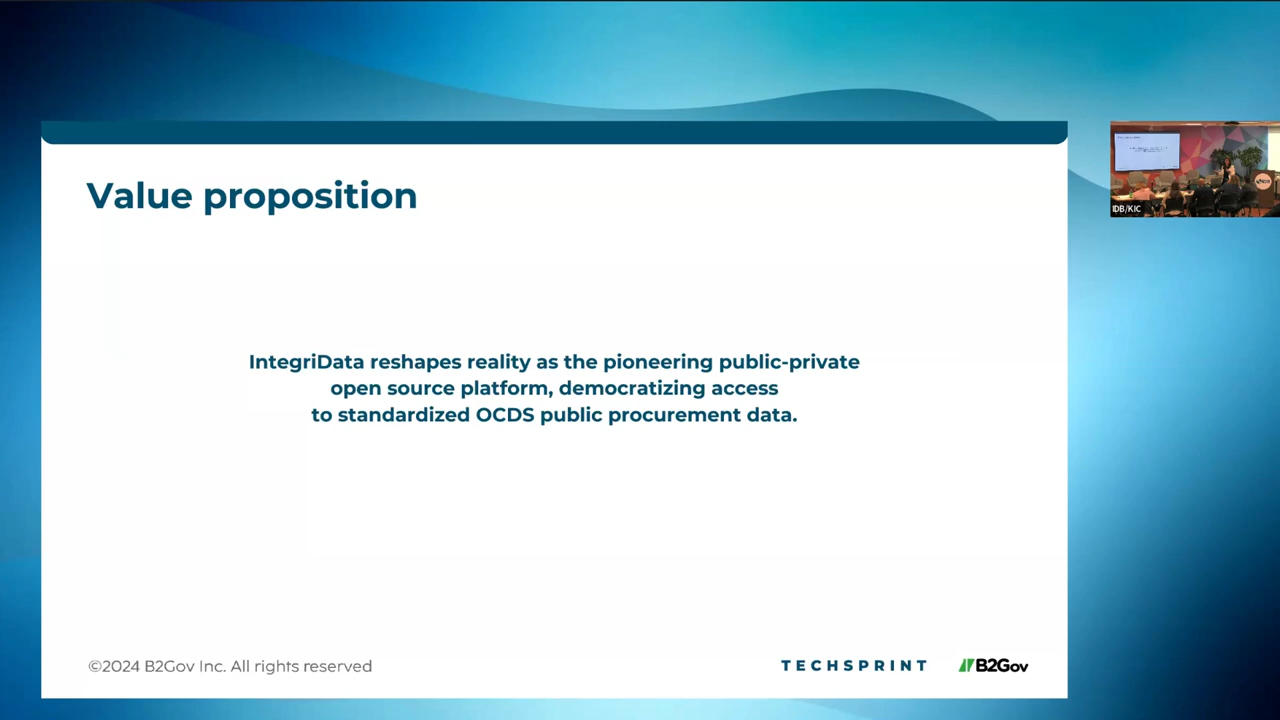 Value proposition
IntegriData reshapes reality as the pioneering public-private
open source platform, democratizing access
to standardized OCDS public procurement data.
©2024 B2Gov Inc. All rights reserved
TECHSPRINT
B2Gov
IDB/KIC